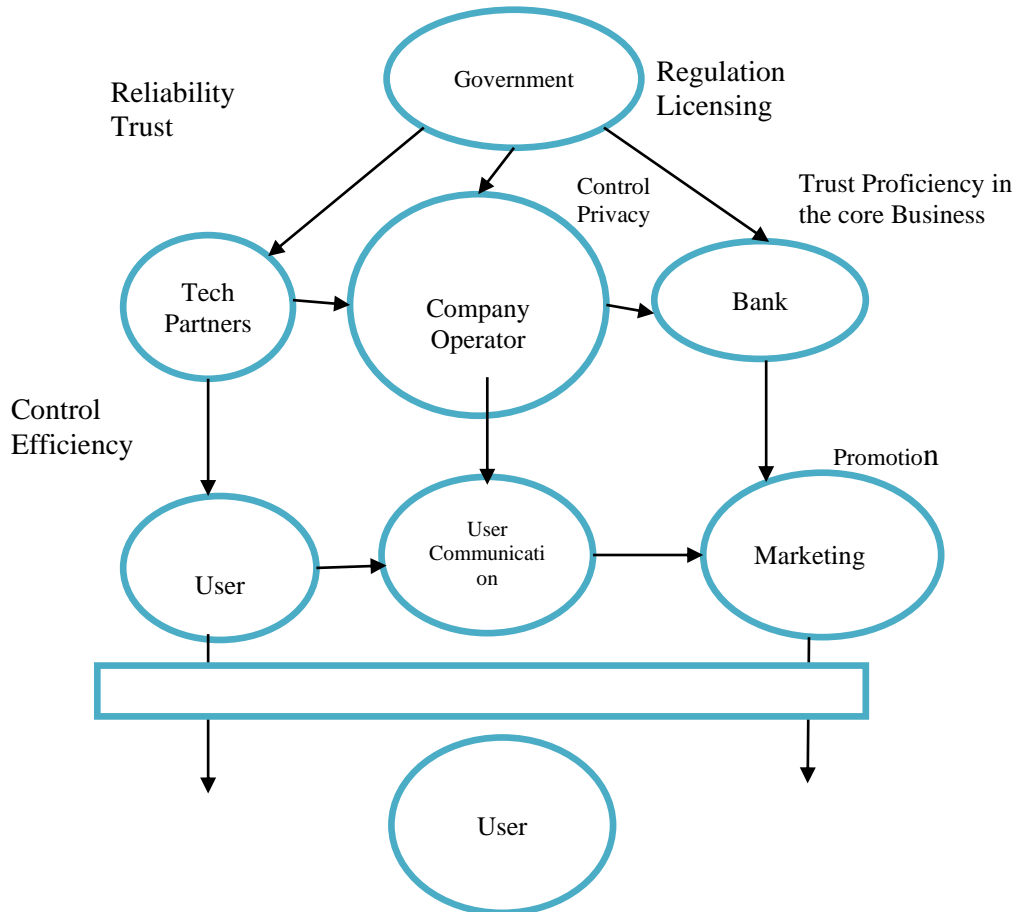 Government
Regulation
Licensing
Reliability
Trust
Control
Privacy
Trust Proficiency in
the core Business
Tech
Partners
Company
Operator
Bank
Control
Efficiency
Promotion
User
Communicati
on
Marketing
User
User